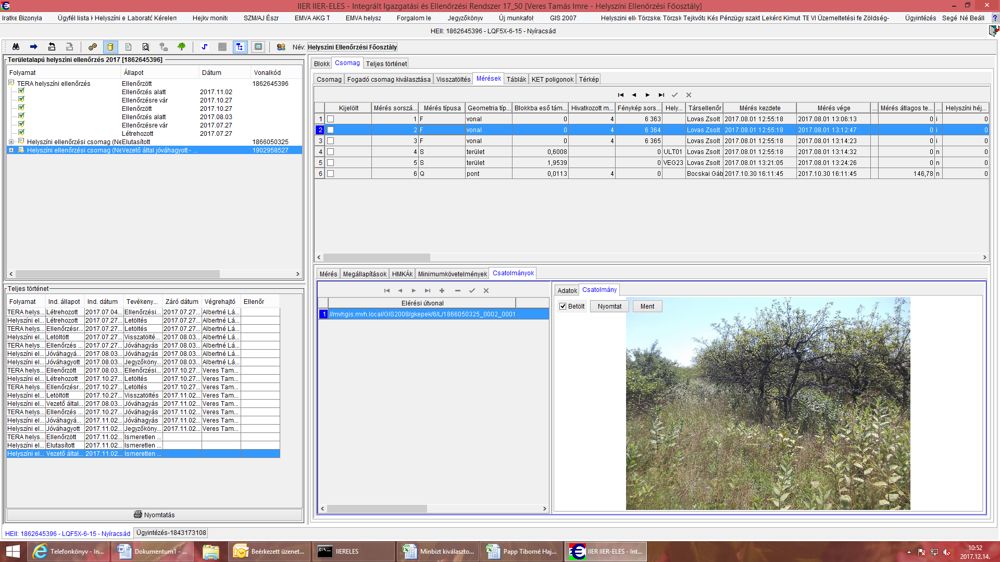 IIER IIER-ELES - Integrált Igazgatási és Ellenőrzési Rendszer 17_50 [Veres Tamás Imre - Helyszíni Ellenőrzési Főosztály]
Iratke Bizonyla Ügyfél lista k Helyszíni e Laborató Kérelem Hejkv monito SZM/AJ Észr EMVA AKG T EMVA helysz Forgalom le Jegyzőkönyv Új munkafol GIS 2007 Helyszini elle Törzske Törzsk Tejkvóta Kés Pénzügy szakt Lekérd Kimut TE VI Üzemeltetési fe Zöldség- Ügyintézés Segé Né Beáll ?
HEII: 1862645396 - LQF5X-6-15 - Nyíracsád
Név: Helyszíni Ellenőrzési Főosztály
Területalapú helyszíni ellenőrzés 2017 [1862645396]
Folyamat Állapot Dátum Vonalkód
TERA helyszíni ellenőrzés Ellenőrzött 1862645396
Ellenőrzés alatt 2017.11.02
Ellenőrzésre vár 2017.10.27
Ellenőrzött 2017.10.27
Ellenőrzés alatt 2017.08.03
Ellenőrzésre vár 2017.07.27
Létrehozott 2017.07.27
Helyszíni ellenőrzési csomag (Ne Elutasított 1866050325
Helyszíni ellenőrzési csomag (Ne Vezető által jóváhagyott - ... 1902958527
Blokk Csomag Teljes történet
Csomag Fogadó csomag kiválasztása Visszatöltés Mérések Táblák KET poligonok Térkép
Kijelölt Mérés sorszá... Mérés típusa Geometria típ... Blokkba eső tám... Hivatkozott m... Fénykép sors... Hely... Társellenőr Mérés kezdete Mérés vége ... Mérés átlagos te... ... Helyszíni héj...
1 1 F vonal 0 4 6 363 Lovas Zsolt 2017.08.01 12:55:18 2017.08.01 13:06:13 0 i 0
2 2 F vonal 0 4 6 364 Lovas Zsolt 2017.08.01 12:55:18 2017.08.01 13:12:47 0 i 0
3 3 F vonal 0 4 6 365 Lovas Zsolt 2017.08.01 12:55:18 2017.08.01 13:14:23 0 i 0
4 4 S terület 0,6008 0 ULT01 Lovas Zsolt 2017.08.01 12:55:18 2017.08.01 13:14:32 0 n 0
5 5 S terület 1,9539 0 VEG23 Lovas Zsolt 2017.08.01 13:21:05 2017.08.01 13:24:26 0 n 0
6 6 Q pont 0,0113 4 0 Bocskai Gáb 2017.10.30 16:11:45 2017.10.30 16:11:45 146,78 n 0
Mérés Megállapítások HMKÁk Minimumkövetelmények Csatolmányok
Elérési útvonal
1 //mvhgis.mvh.local/GIS2008/gkepek/6/L/1866050325_0002_0001
Adatok Csatolmány
Betölt Nyomtat Ment
Teljes történet
Folyamat Ind. állapot Ind. dátum Tevékeny... Záró dátum Végrehajtó Ellenőr
TERA helys... Létrehozott 2017.07.04... Ellenőrzési... 2017.07.27... Albertné Lá...
Helyszíni el... Létrehozott 2017.07.27... Letöltés 2017.07.27... Albertné Lá...
TERA helys... Ellenőrzésr... 2017.07.27... Letöltés 2017.07.27... Albertné Lá...
Helyszíni el... Letöltött 2017.07.27... Visszatölté... 2017.08.03... Albertné Lá...
TERA helys... Ellenőrzés ... 2017.07.27... Jóváhagyás 2017.08.03... Albertné Lá...
Helyszíni el... Jóváhagyá... 2017.08.03... Jóváhagyás 2017.08.03... Albertné Lá...
Helyszíni el... Jóváhagyott 2017.08.03... Jegyzőköny... 2017.08.03... Albertné Lá...
TERA helys... Ellenőrzött 2017.08.03... Ellenőrzési... 2017.10.27... Veres Tam...
Helyszíni el... Létrehozott 2017.10.27... Letöltés 2017.10.27... Veres Tam...
TERA helys... Ellenőrzésr... 2017.10.27... Letöltés 2017.10.27... Veres Tam...
Helyszíni el... Letöltött 2017.10.27... Visszatöltés 2017.11.02... Veres Tam...
Helyszíni el... Vezető által... 2017.08.03... Jóváhagyás 2017.11.02... Veres Tam...
TERA helys... Ellenőrzés ... 2017.10.27... Jóváhagyás 2017.11.02... Veres Tam...
Helyszíni el... Jóváhagyá... 2017.11.02... Jóváhagyás 2017.11.02... Veres Tam...
Helyszíni el... Jóváhagyott 2017.11.02... Jegyzőköny... 2017.11.02... Veres Tam...
TERA helys... Ellenőrzött 2017.11.02... Ismeretlen ...
Helyszíni el... Elutasított 2017.11.02... Ismeretlen ...
Helyszíni el... Vezető által... 2017.11.02... Ismeretlen ...
Nyomtatás
HEII: 1862645396 - LQF5X-6-15 - Nyíracsád Ügyintézés-1843173108
Telefonkönyv - In... Dokumentum1 - ... Beérkezett üzenet... IIERELES Minbizt kiválaszto... Papp Tiborné Haj... IIER IIER-ELES - Int... 10:52
2017.12.14.